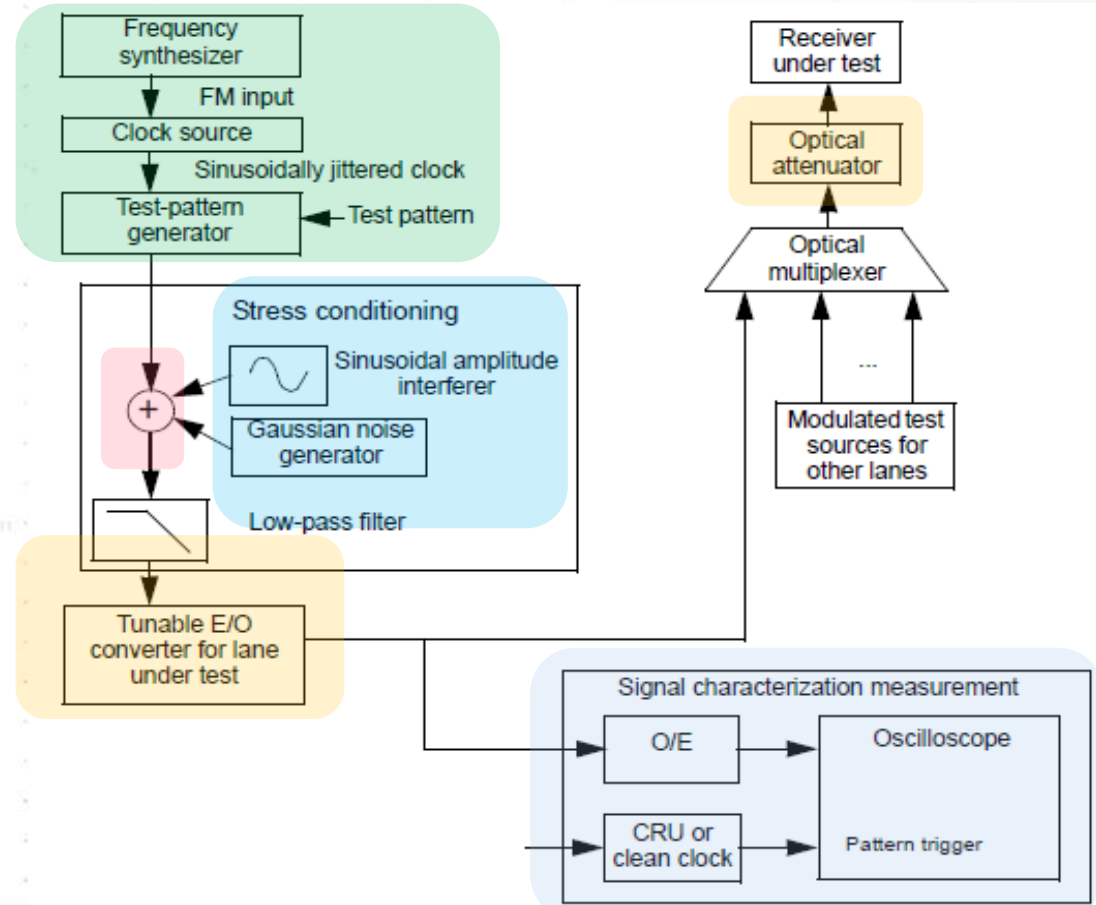 Frequency
synthesizer
FM input
Clock source
Sinusoidally jittered clock
Test-pattern
generator
Test pattern
Stress conditioning
Sinusoidal amplitude
interferer
+
Gaussian noise
generator
Low-pass filter
Tunable E/O
converter for lane
under test
Receiver
under test
Optical
attenuator
Optical
multiplexer
...
Modulated test
sources for
other lanes
Signal characterization measurement
O/E
Oscilloscope
CRU or
clean clock
Pattern trigger